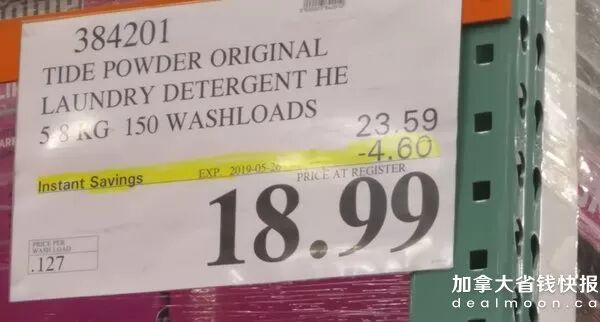 384201
TIDE POWDER ORIGINAL
LAUNDRY DETERGENT HE
5.8 KG 150 WASHLOADS
23.59
-4.60
Instant Savings
EXP. 2019-05-26
PRICE AT REGISTER
18.99
PRICE PER
WASH LOAD
.127
加拿大省钱快报
dealmoon.ca